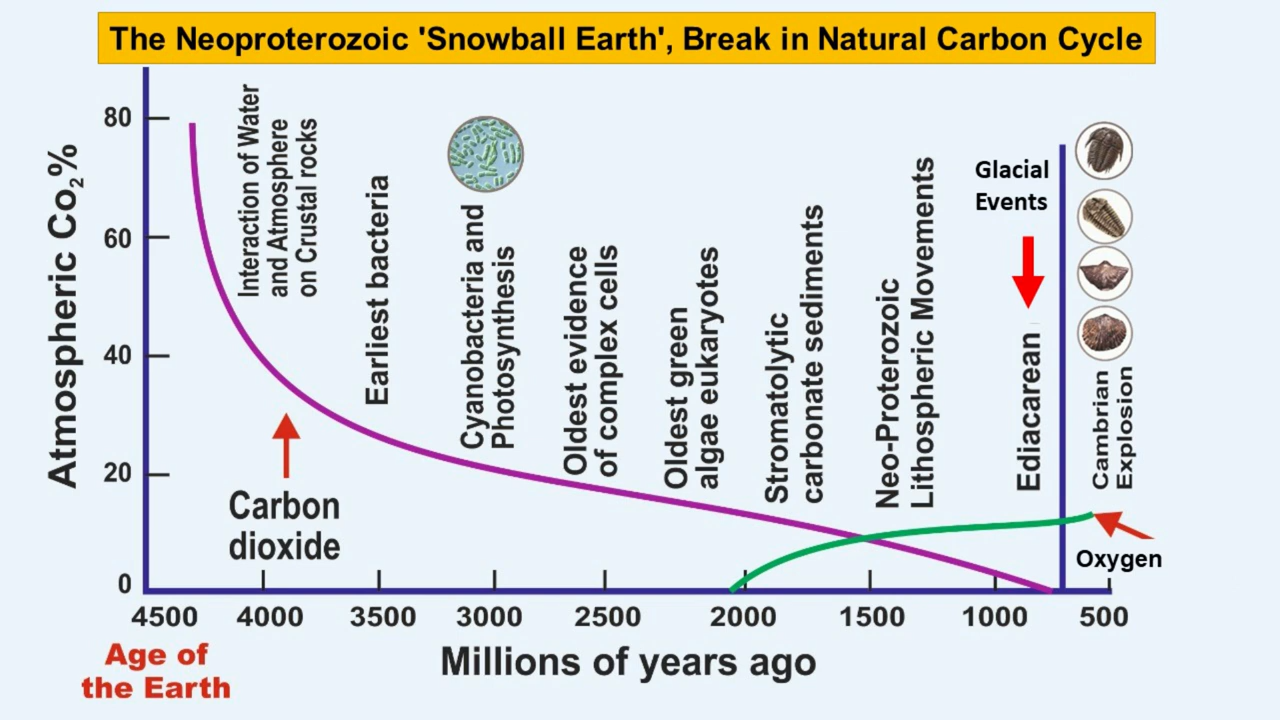 The Neoproterozoic 'Snowball Earth', Break in Natural Carbon Cycle
Atmospheric Co₂%
80
60
40
20
0
Interaction of Water
and Atmosphere
on Crustal rocks
Earliest bacteria
Cyanobacteria and
Photosynthesis
Oldest evidence
of complex cells
Oldest green
algae eukaryotes
Stromatolytic
carbonate sediments
Neo-Proterozoic
Lithospheric Movements
Glacial
Events
Ediacarean
Cambrian
Explosion
Carbon
dioxide
Oxygen
4500
4000
3500
3000
2500
2000
1500
1000
500
Age of
the Earth
Millions of years ago